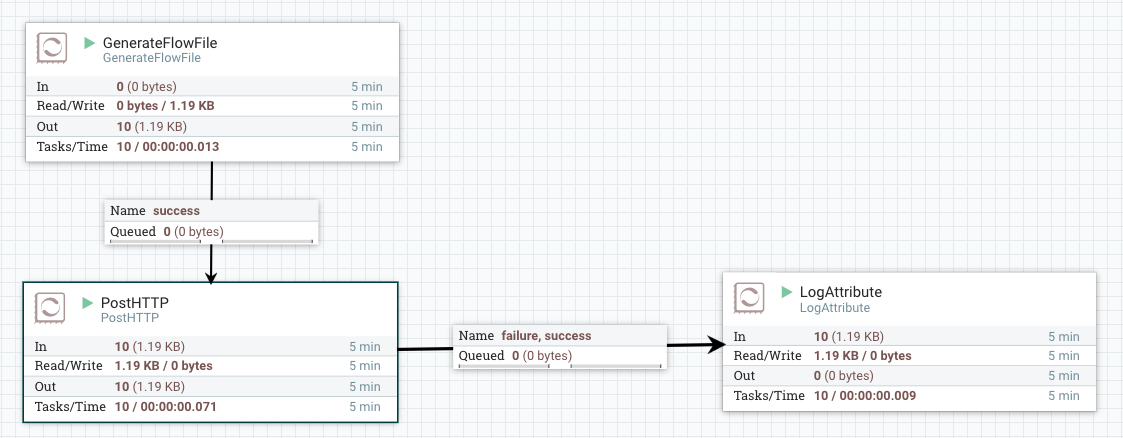 GenerateFlowFile
GenerateFlowFile
In 0 (0 bytes) 5 min
Read/Write 0 bytes / 1.19 KB 5 min
Out 10 (1.19 KB) 5 min
Tasks/Time 10 / 00:00:00.013 5 min
Name success
Queued 0 (0 bytes)
PostHTTP
PostHTTP
In 10 (1.19 KB) 5 min
Read/Write 1.19 KB / 0 bytes 5 min
Out 10 (1.19 KB) 5 min
Tasks/Time 10 / 00:00:00.071 5 min
Name failure, success
Queued 0 (0 bytes)
LogAttribute
LogAttribute
In 10 (1.19 KB) 5 min
Read/Write 1.19 KB / 0 bytes 5 min
Out 0 (0 bytes) 5 min
Tasks/Time 10 / 00:00:00.009 5 min